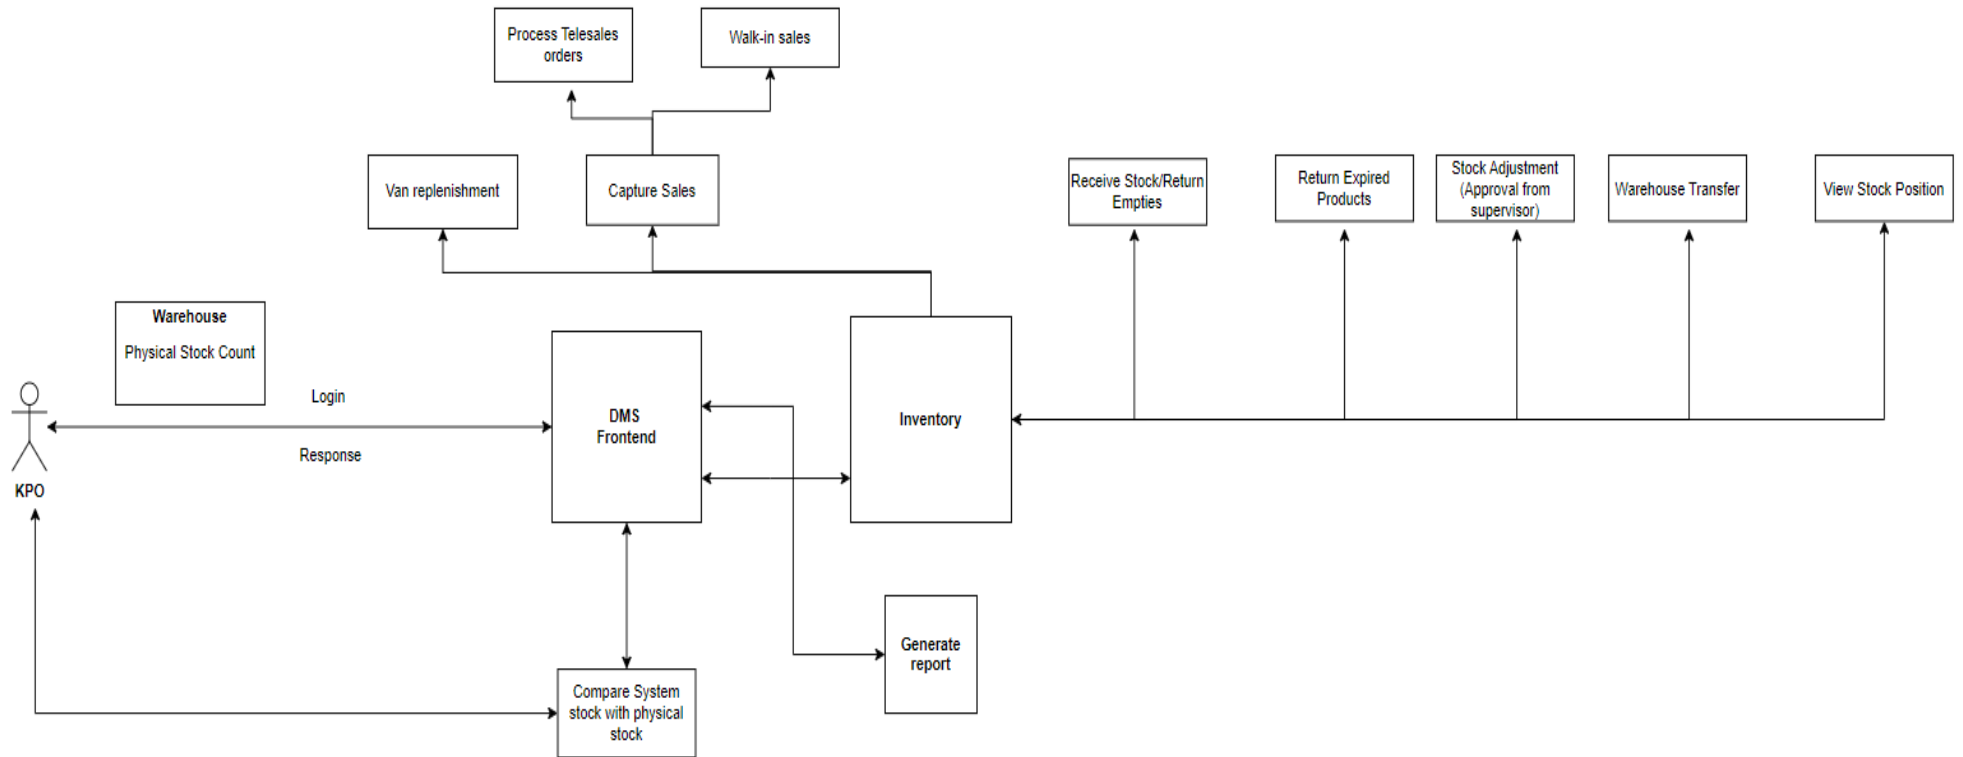 Process Telesales
orders
Walk-in sales
Van replenishment
Capture Sales
Receive Stock/Return
Empties
Return Expired
Products
Stock Adjustment
(Approval from
supervisor)
Warehouse Transfer
View Stock Position
Warehouse
Physical Stock Count
Login
Response
KPO
DMS
Frontend
Inventory
Generate
report
Compare System
stock with physical
stock